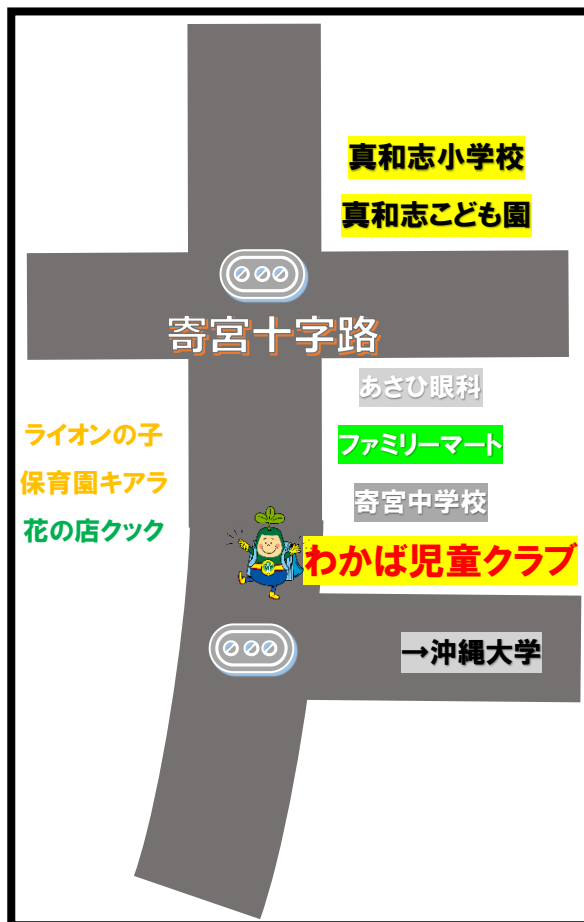 真和志小学校
真和志こども園
寄宮十字路
あさひ眼科
ファミリーマート
寄宮中学校
ライオンの子
保育園キアラ
花の店クック
わかば児童クラブ
→沖縄大学